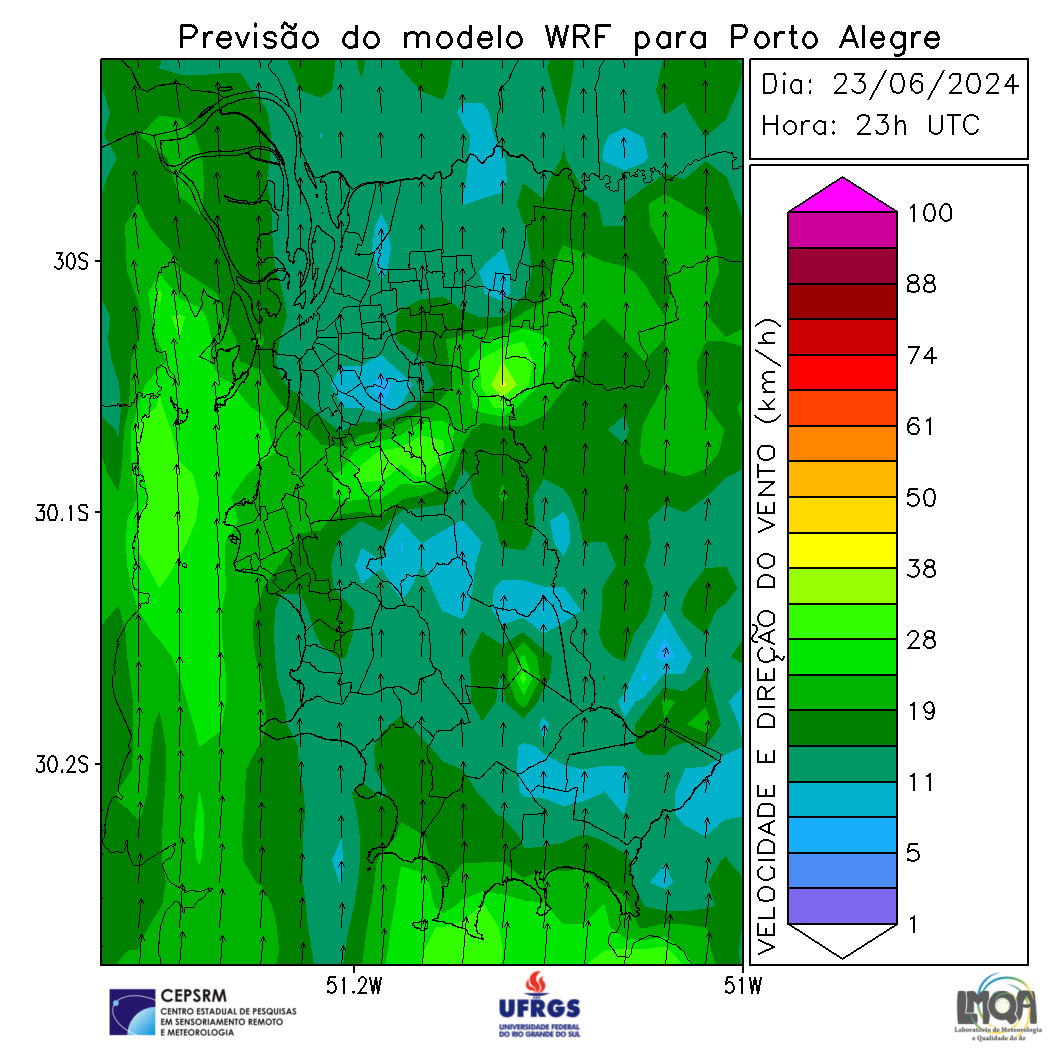 Previsão do modelo WRF para Porto Alegre
Dia: 23/06/2024
Hora: 23h UTC
30S
30.1S
30.2S
51.2W
51W
VELOCIDADE E DIREÇÃO DO VENTO (km/h)
100
88
74
61
50
38
28
19
11
5
1
CEPSRM
CENTRO ESTADUAL DE PESQUISAS
EM SENSORIAMENTO REMOTO
E METEOROLOGIA
UFRGS
UNIVERSIDADE FEDERAL
DO RIO GRANDE DO SUL
LMQA
Laboratório de Meteorologia
e Qualidade do Ar